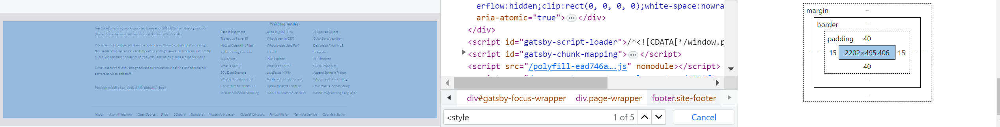 freeCodeCamp is a donor-supported tax-exempt 501(c)(3) charitable organization
(United States Federal Tax Identification Number: 82-0779546)
Our mission: to help people learn to code for free. We accomplish this by creating
thousands of videos, articles, and interactive coding lessons - all freely available to the
public. We also have thousands of freeCodeCamp study groups around the world.
Donations to freeCodeCamp go toward our education initiatives, and help pay for
servers, services, and staff.
You can make a tax-deductible donation here.
Trending Guides
Bash If Statement
Tableau vs Power BI
How to Open XML Files
Python String Contains
SQL Select
What is YAML?
SQL Date Example
What is Data Analytics?
Convert Int to String C++
Stratified Random Sampling
Align Text in HTML
What is rem in CSS?
What's Node Used For?
CS vs IT
PHP Explode
What is an ORM?
JavaScript Minify
Git Revert to Last Commit
Data Analyst vs Scientist
Linux Environment Variables
JS Copy an Object
Quick Sort Algorithm
Declare an Array in JS
JS Append
PHP Implode
SOLID Principles
Append String in Python
What is an IDE in Coding?
Lowercase a Python String
Which Programming Language?
About Alumni Network Open Source Shop Support Sponsors Academic Honesty Code of Conduct Privacy Policy Terms of Service Copyright Policy
erflow:hidden;clip:rect(0, 0, 0, 0);white-space:nowra
aria-atomic="true">…</div>
</div>
<script id="gatsby-script-loader">/*<![CDATA[*/window.p
<script id="gatsby-chunk-mapping">…</script>
<script src="/polyfill-ead746a….js" nomodule></script>
div#gatsby-focus-wrapper div.page-wrapper footer.site-footer
<style 1 of 5 Cancel
margin –
border –
padding 40
– – 15 2202×495.406 15 – –
40
–
–